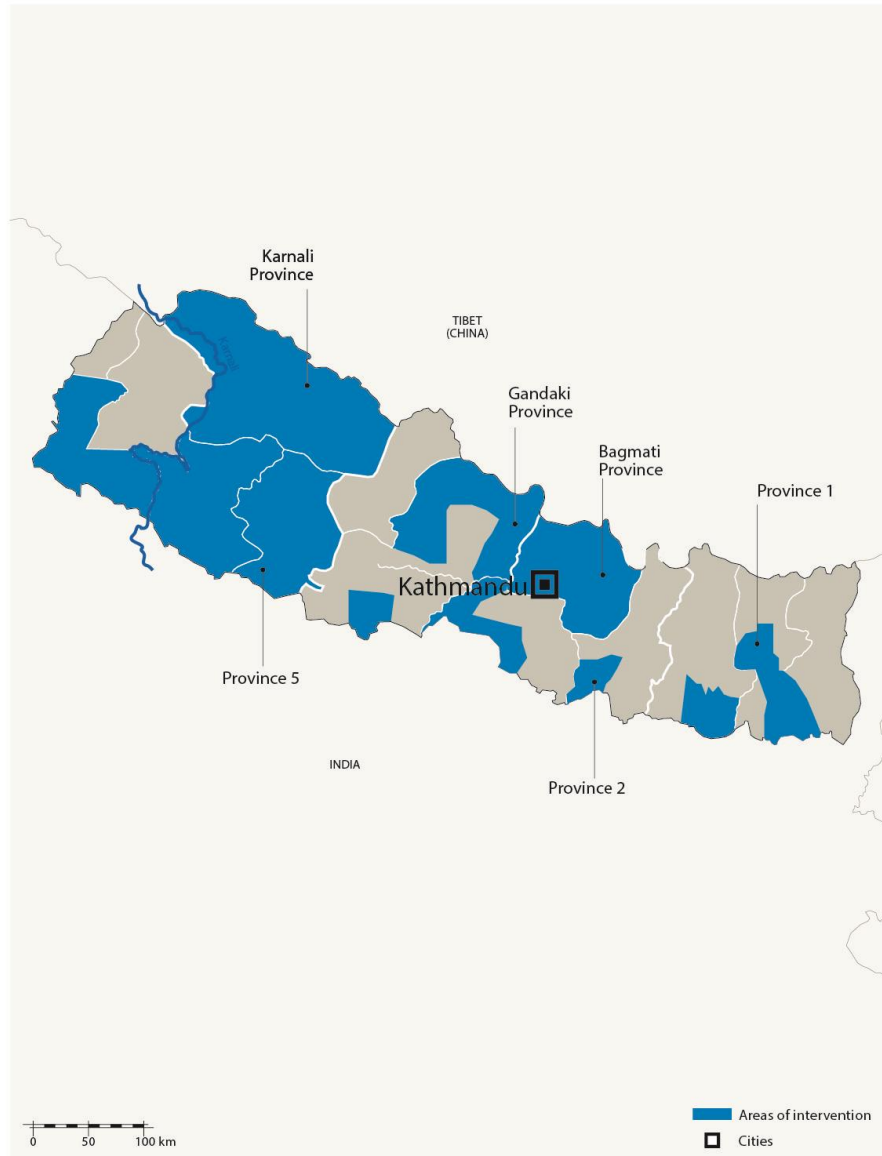 Karnali
Province
TIBET
(CHINA)
Karnali
Gandaki
Province
Bagmati
Province
Province 1
Kathmandu
Province 5
INDIA
Province 2
0 50 100 km
Areas of intervention
Cities